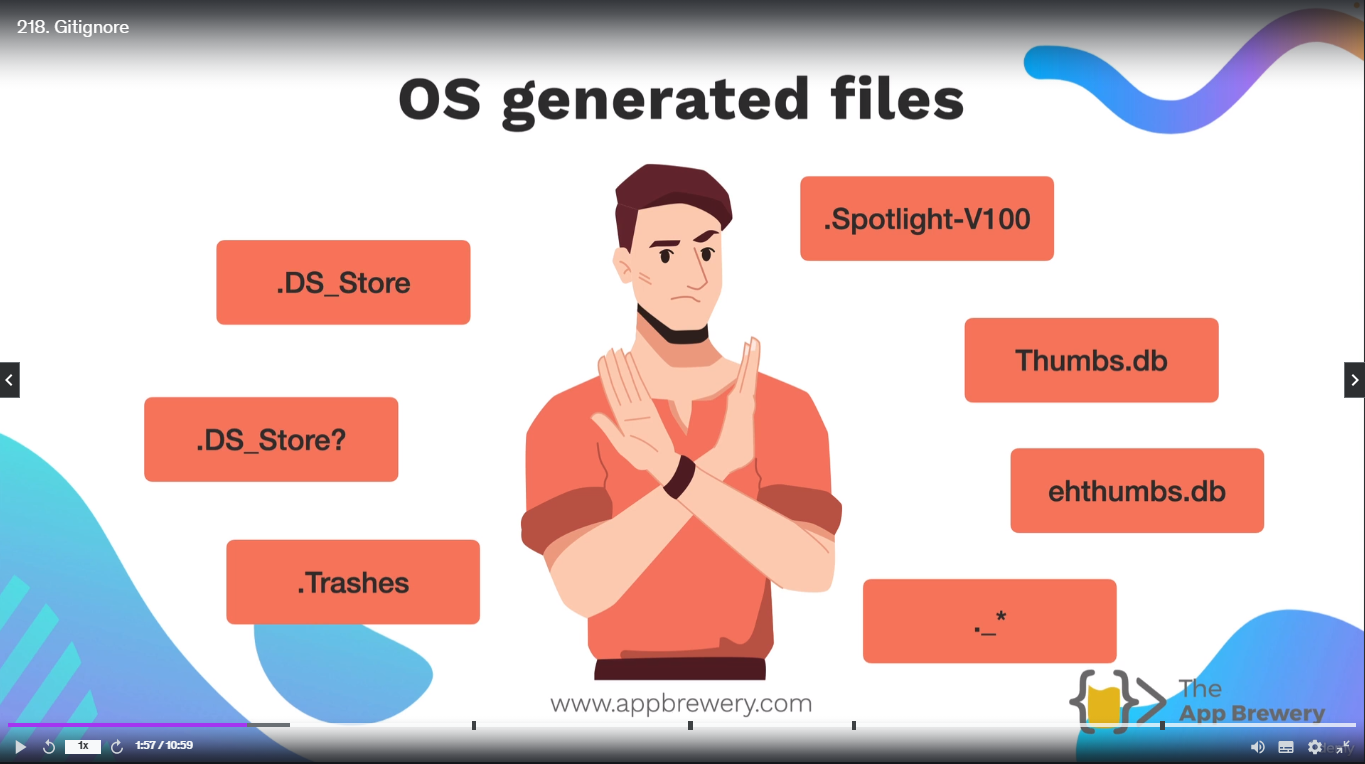 218. Gitignore
OS generated files
.Spotlight-V100
.DS_Store
Thumbs.db
.DS_Store?
ehthumbs.db
.Trashes
._*
www.appbrewery.com
The
App Brewery
1x
1:57 / 10:59